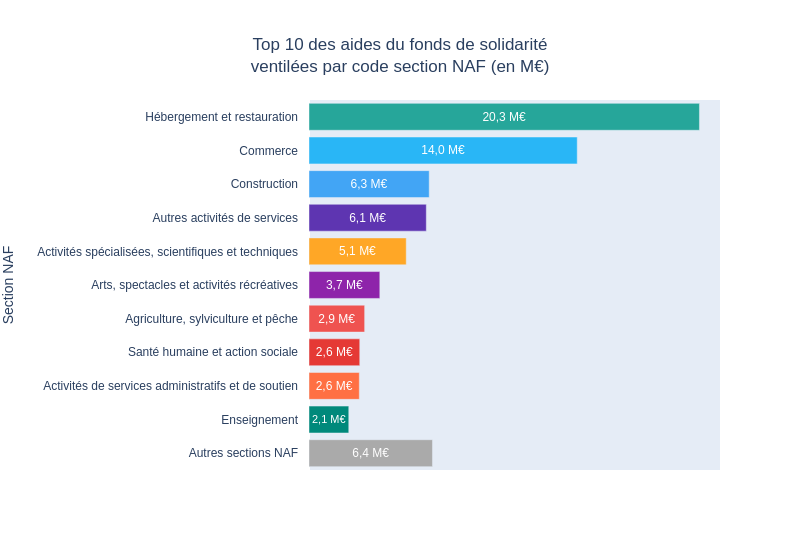 Top 10 des aides du fonds de solidarité
ventilées par code section NAF (en M€)
Section NAF
Hébergement et restauration 20,3 M€
Commerce 14,0 M€
Construction 6,3 M€
Autres activités de services 6,1 M€
Activités spécialisées, scientifiques et techniques 5,1 M€
Arts, spectacles et activités récréatives 3,7 M€
Agriculture, sylviculture et pêche 2,9 M€
Santé humaine et action sociale 2,6 M€
Activités de services administratifs et de soutien 2,6 M€
Enseignement 2,1 M€
Autres sections NAF 6,4 M€